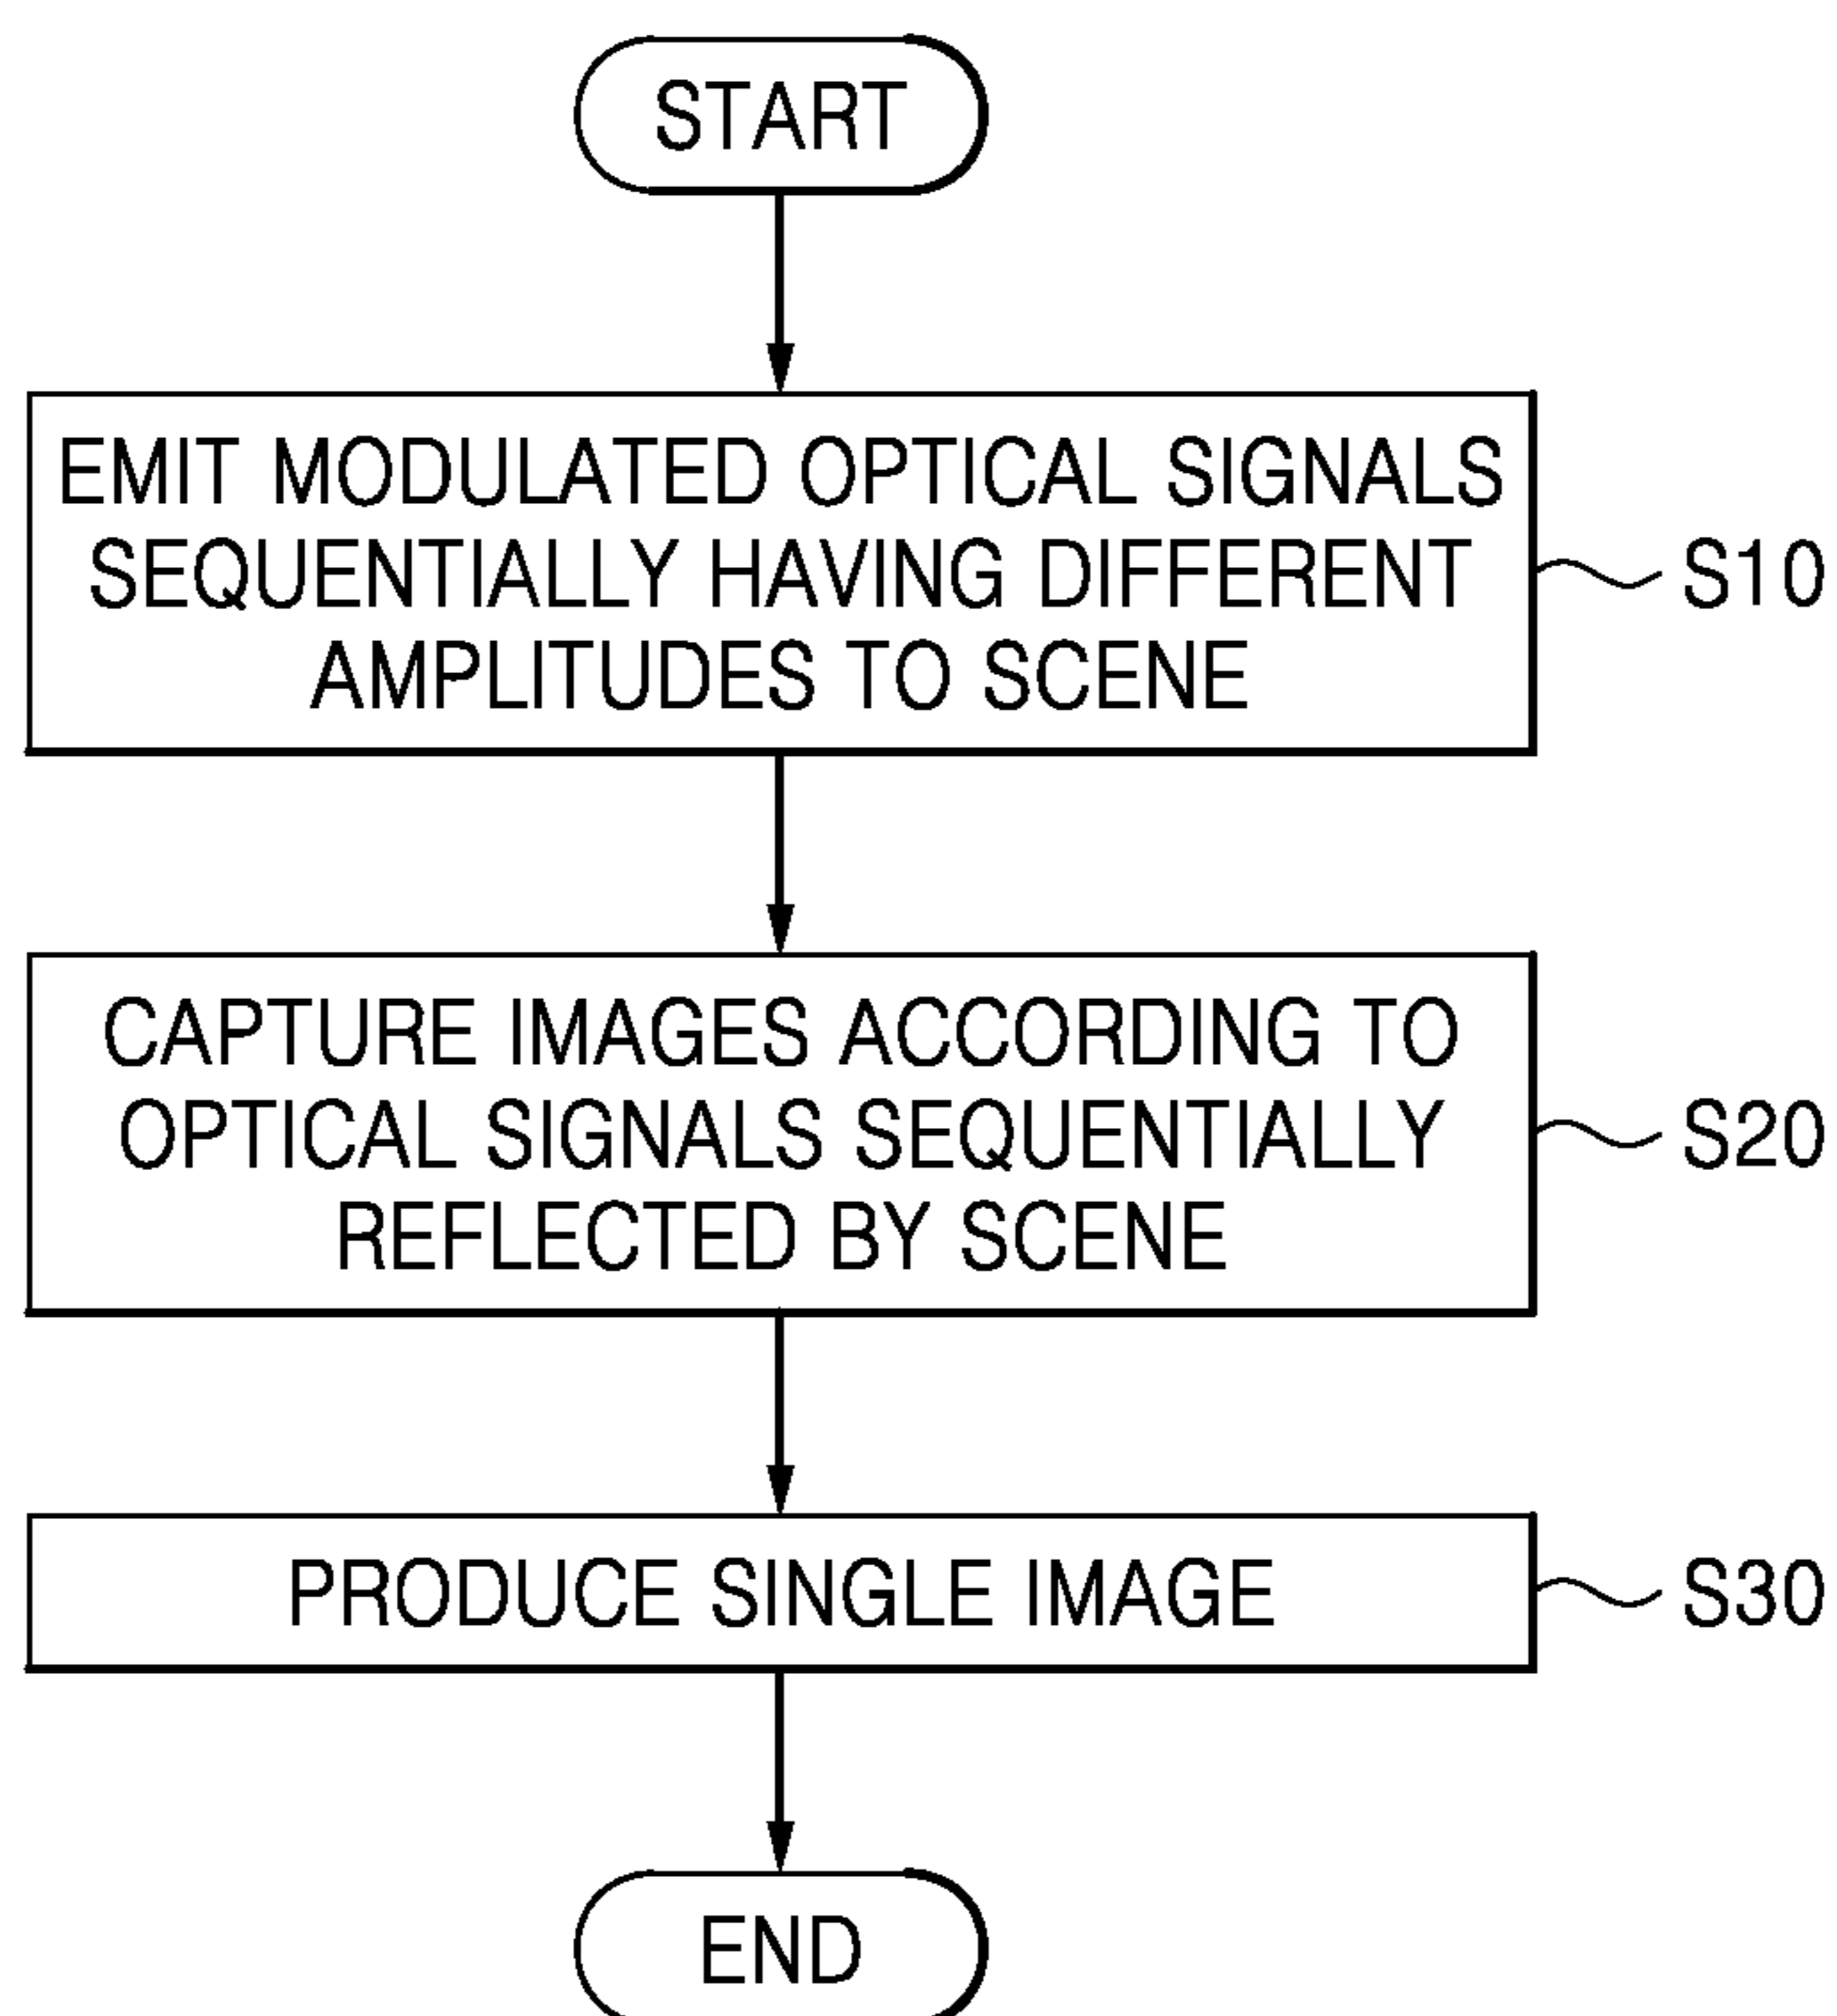 START
EMIT MODULATED OPTICAL SIGNALS
SEQUENTIALLY HAVING DIFFERENT
AMPLITUDES TO SCENE
S10
CAPTURE IMAGES ACCORDING TO
OPTICAL SIGNALS SEQUENTIALLY
REFLECTED BY SCENE
S20
PRODUCE SINGLE IMAGE
S30
END